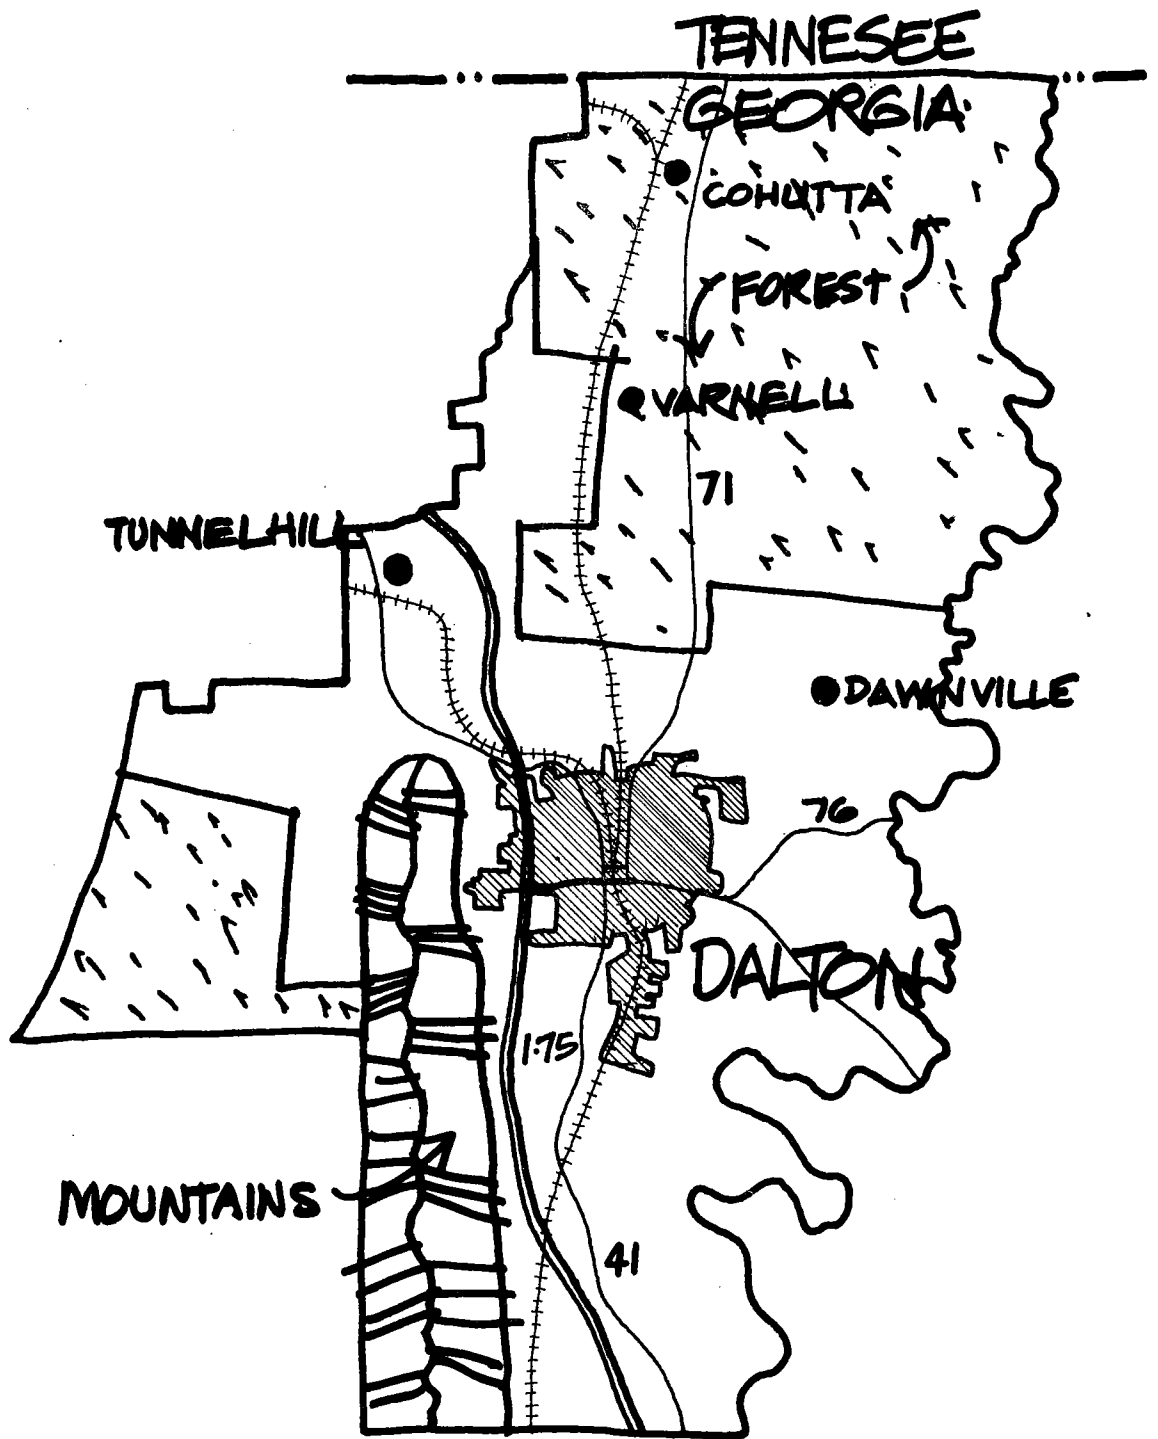 TENNESEE
GEORGIA
COHUTTA
FOREST
VARNELL
71
TUNNELHILL
DAWNVILLE
76
DALTON
I-75
MOUNTAINS
41